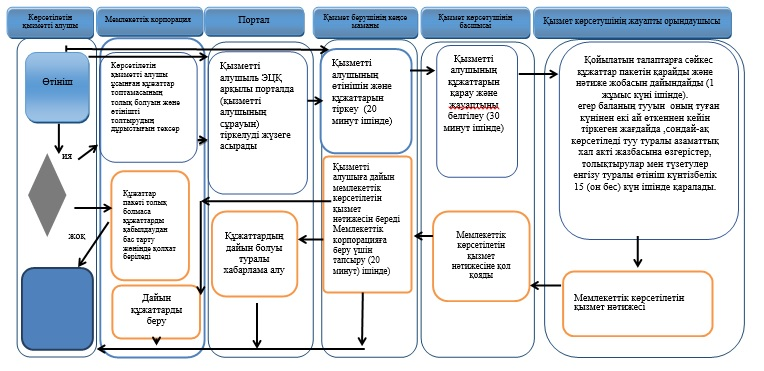 Көрсетілетін
қызметті алушы
Мемлекеттік корпорация
Портал
Қызмет берушінің кеңсе
маманы
Қызмет көрсетушінің
басшысы
Қызмет көрсетушінің жауапты орындаушысы
Өтініш
ия
жоқ
Көрсетілетін
қызметті алушы
ұсынған құжаттар
топтамасының
толық болуын және
өтінішті
толтырудың
дұрыстығын тексер
Құжаттар
пакеті толық
болмаса
құжаттарды
қабылдаудан
бас тарту
жөнінде қолхат
беріледі
Дайын
құжаттарды
беру
Қызметті
алушылъ ЭЦҚ
арқылы порталда
(қызметті
алушының
сұрауын)
тіркелуді жүзеге
асырады
Құжаттардың
дайын болуы
туралы
хабарлама алу
Қызметті
алушының
өтінішін және
құжаттарын
тіркеу (20
минут ішінде)
Қызметті
алушыға дайын
мемлекеттік
көрсетілетін
қызмет
нәтижесін береді
Мемлекеттік
корпорацияға
беру үшін
тапсыру (20
минут) ішінде)
Қызметті
алушының
құжаттарын
қарау және
жауаптыны
белгілеу (30
минут ішінде)
Мемлекеттік
көрсетілетін
қызмет
нәтижесіне қол
қояды
Қойылатын талаптарға сәйкес
құжаттар пакетін қарайды және
нәтиже жобасын дайындайды (1
жұмыс күні ішінде).
егер баланың тууын оның туған
күнінен екі ай өткеннен кейін
тіркеген жағдайда ,сондай-ақ
көрсетіледі туу туралы азаматтық
хал акті жазбасына өзгерістер,
толықтырулар мен түзетулер
енгізу туралы өтініш күнтізбелік
15 (он бес) күн ішінде қаралады.
Мемлекеттік көрсетілетін
қызмет нәтижесі